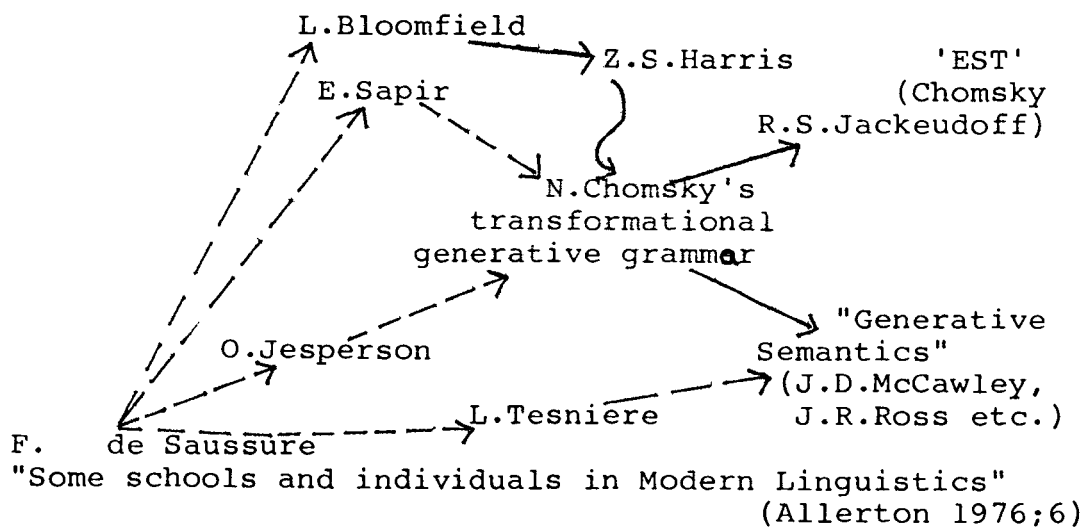 L.Bloomfield
Z.S.Harris
'EST'
E.Sapir
(Chomsky
R.S.Jackeudoff)
N.Chomsky's
transformational
generative grammar
"Generative
Semantics"
O.Jesperson
(J.D.McCawley,
L.Tesniere
J.R.Ross etc.)
F. de Saussure
"Some schools and individuals in Modern Linguistics"
(Allerton 1976;6)